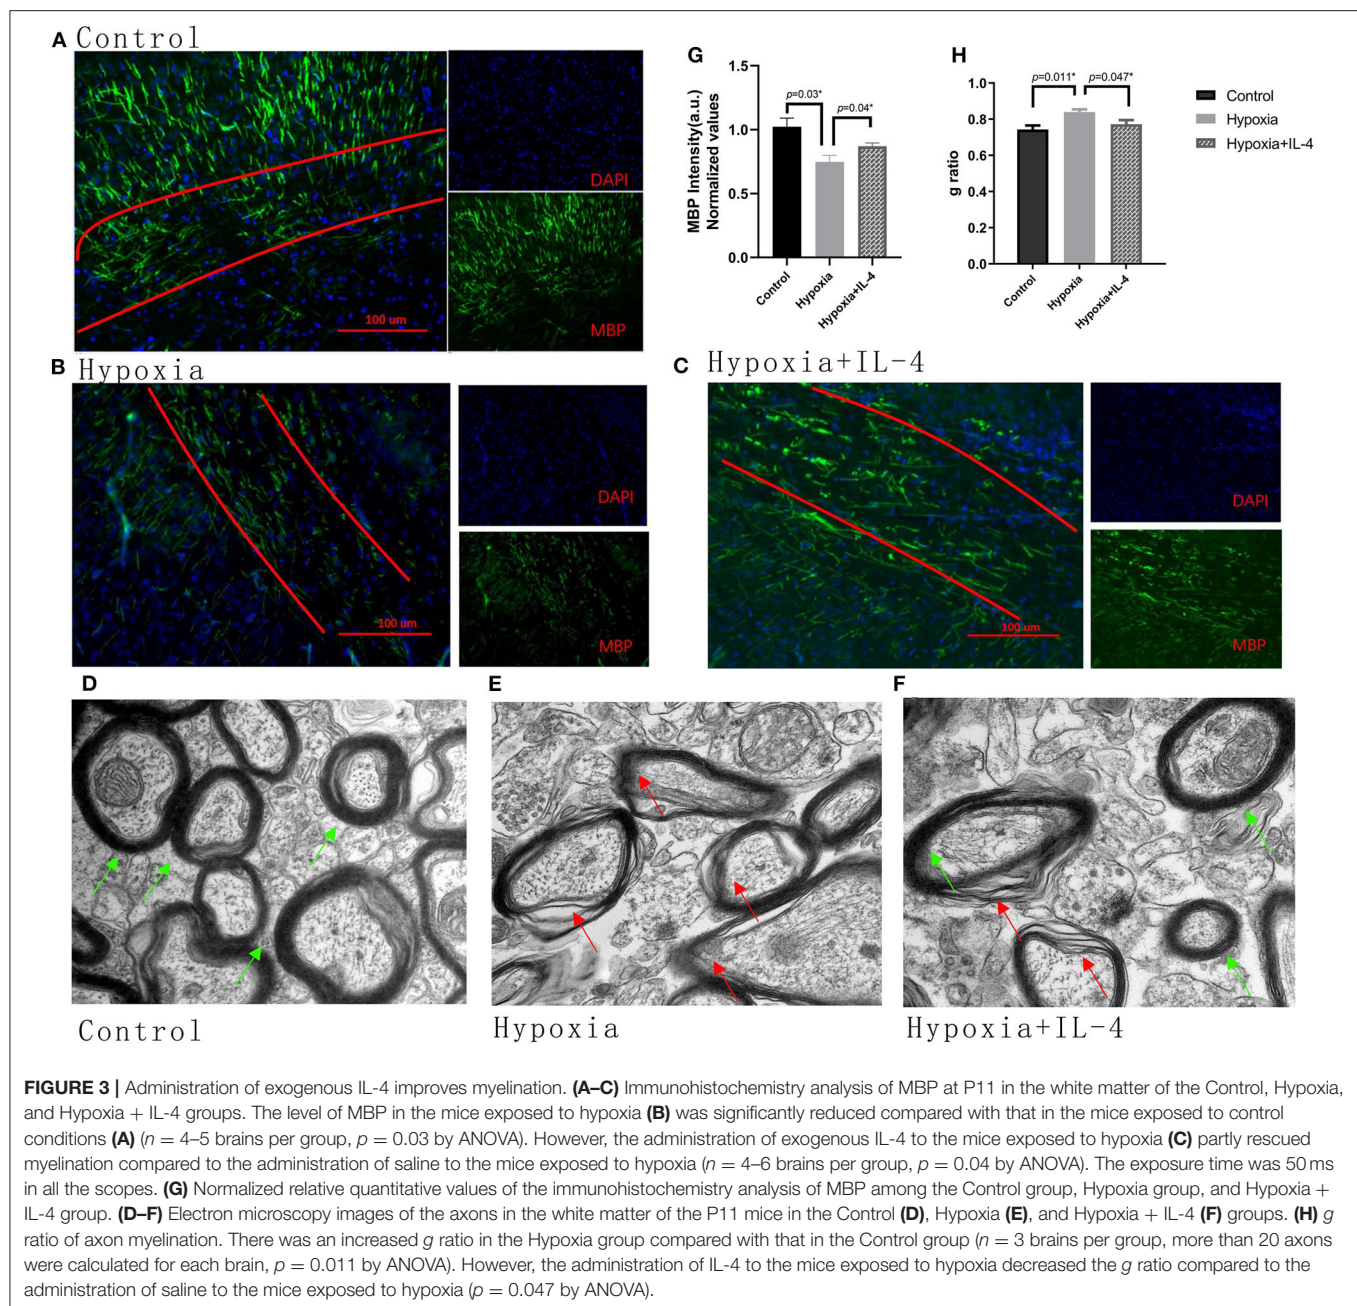 A Control
DAPI
MBP
100 um
G
1.5
1.0
0.5
0.0
MBP Intensity(a.u.)
Normalized values
p=0.03*
p=0.04*
Control
Hypoxia
Hypoxia+IL-4
H
1.0
0.8
0.6
0.4
0.2
0.0
g ratio
p=0.011*
p=0.047*
Control
Hypoxia
Hypoxia+IL-4
Control
Hypoxia
Hypoxia+IL-4
B Hypoxia
DAPI
MBP
100 um
C Hypoxia+IL-4
DAPI
MBP
100 um
D
E
F
Control
Hypoxia
Hypoxia+IL-4
FIGURE 3 | Administration of exogenous IL-4 improves myelination. (A–C) Immunohistochemistry analysis of MBP at P11 in the white matter of the Control, Hypoxia,
and Hypoxia + IL-4 groups. The level of MBP in the mice exposed to hypoxia (B) was significantly reduced compared with that in the mice exposed to control
conditions (A) (n = 4–5 brains per group, p = 0.03 by ANOVA). However, the administration of exogenous IL-4 to the mice exposed to hypoxia (C) partly rescued
myelination compared to the administration of saline to the mice exposed to hypoxia (n = 4–6 brains per group, p = 0.04 by ANOVA). The exposure time was 50 ms
in all the scopes. (G) Normalized relative quantitative values of the immunohistochemistry analysis of MBP among the Control group, Hypoxia group, and Hypoxia +
IL-4 group. (D–F) Electron microscopy images of the axons in the white matter of the P11 mice in the Control (D), Hypoxia (E), and Hypoxia + IL-4 (F) groups. (H) g
ratio of axon myelination. There was an increased g ratio in the Hypoxia group compared with that in the Control group (n = 3 brains per group, more than 20 axons
were calculated for each brain, p = 0.011 by ANOVA). However, the administration of IL-4 to the mice exposed to hypoxia decreased the g ratio compared to the
administration of saline to the mice exposed to hypoxia (p = 0.047 by ANOVA).